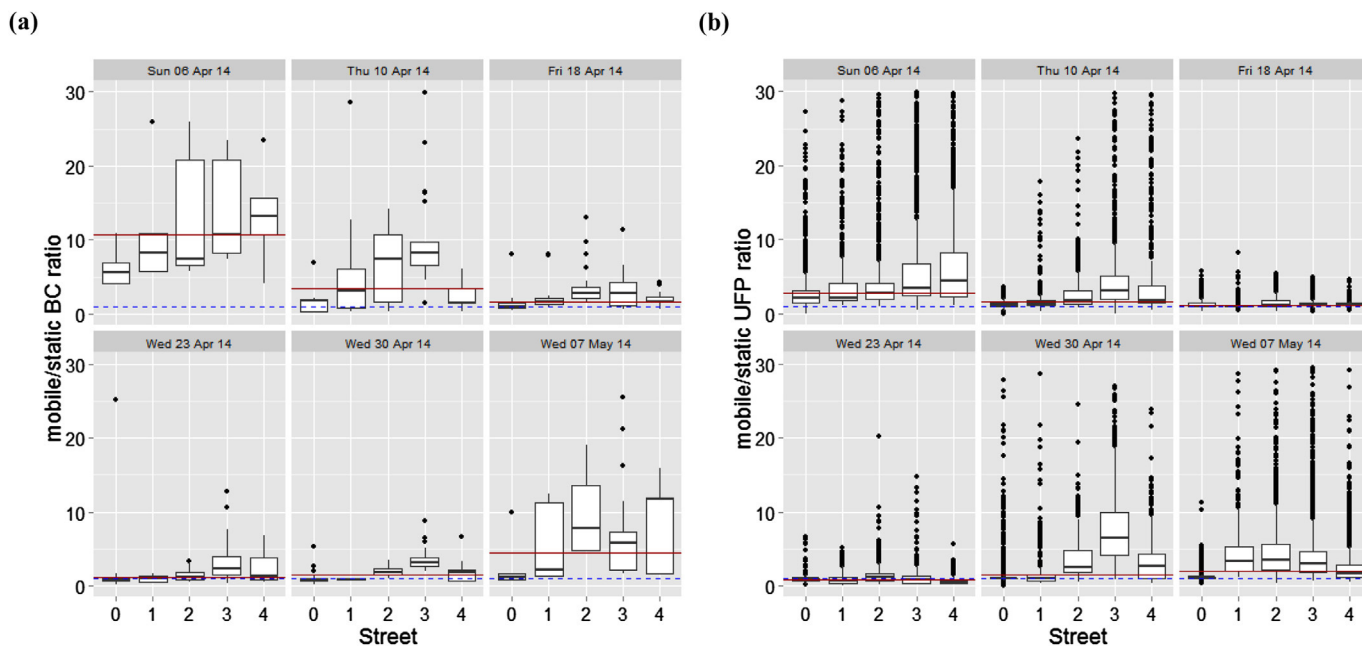 (a)
(b)
Sun 06 Apr 14 Thu 10 Apr 14 Fri 18 Apr 14
30
20
10
0
Wed 23 Apr 14 Wed 30 Apr 14 Wed 07 May 14
30
20
10
0
0 1 2 3 4 0 1 2 3 4 0 1 2 3 4
Street
mobile/static BC ratio
Sun 06 Apr 14 Thu 10 Apr 14 Fri 18 Apr 14
30
20
10
0
Wed 23 Apr 14 Wed 30 Apr 14 Wed 07 May 14
30
20
10
0
0 1 2 3 4 0 1 2 3 4 0 1 2 3 4
Street
mobile/static UFP ratio